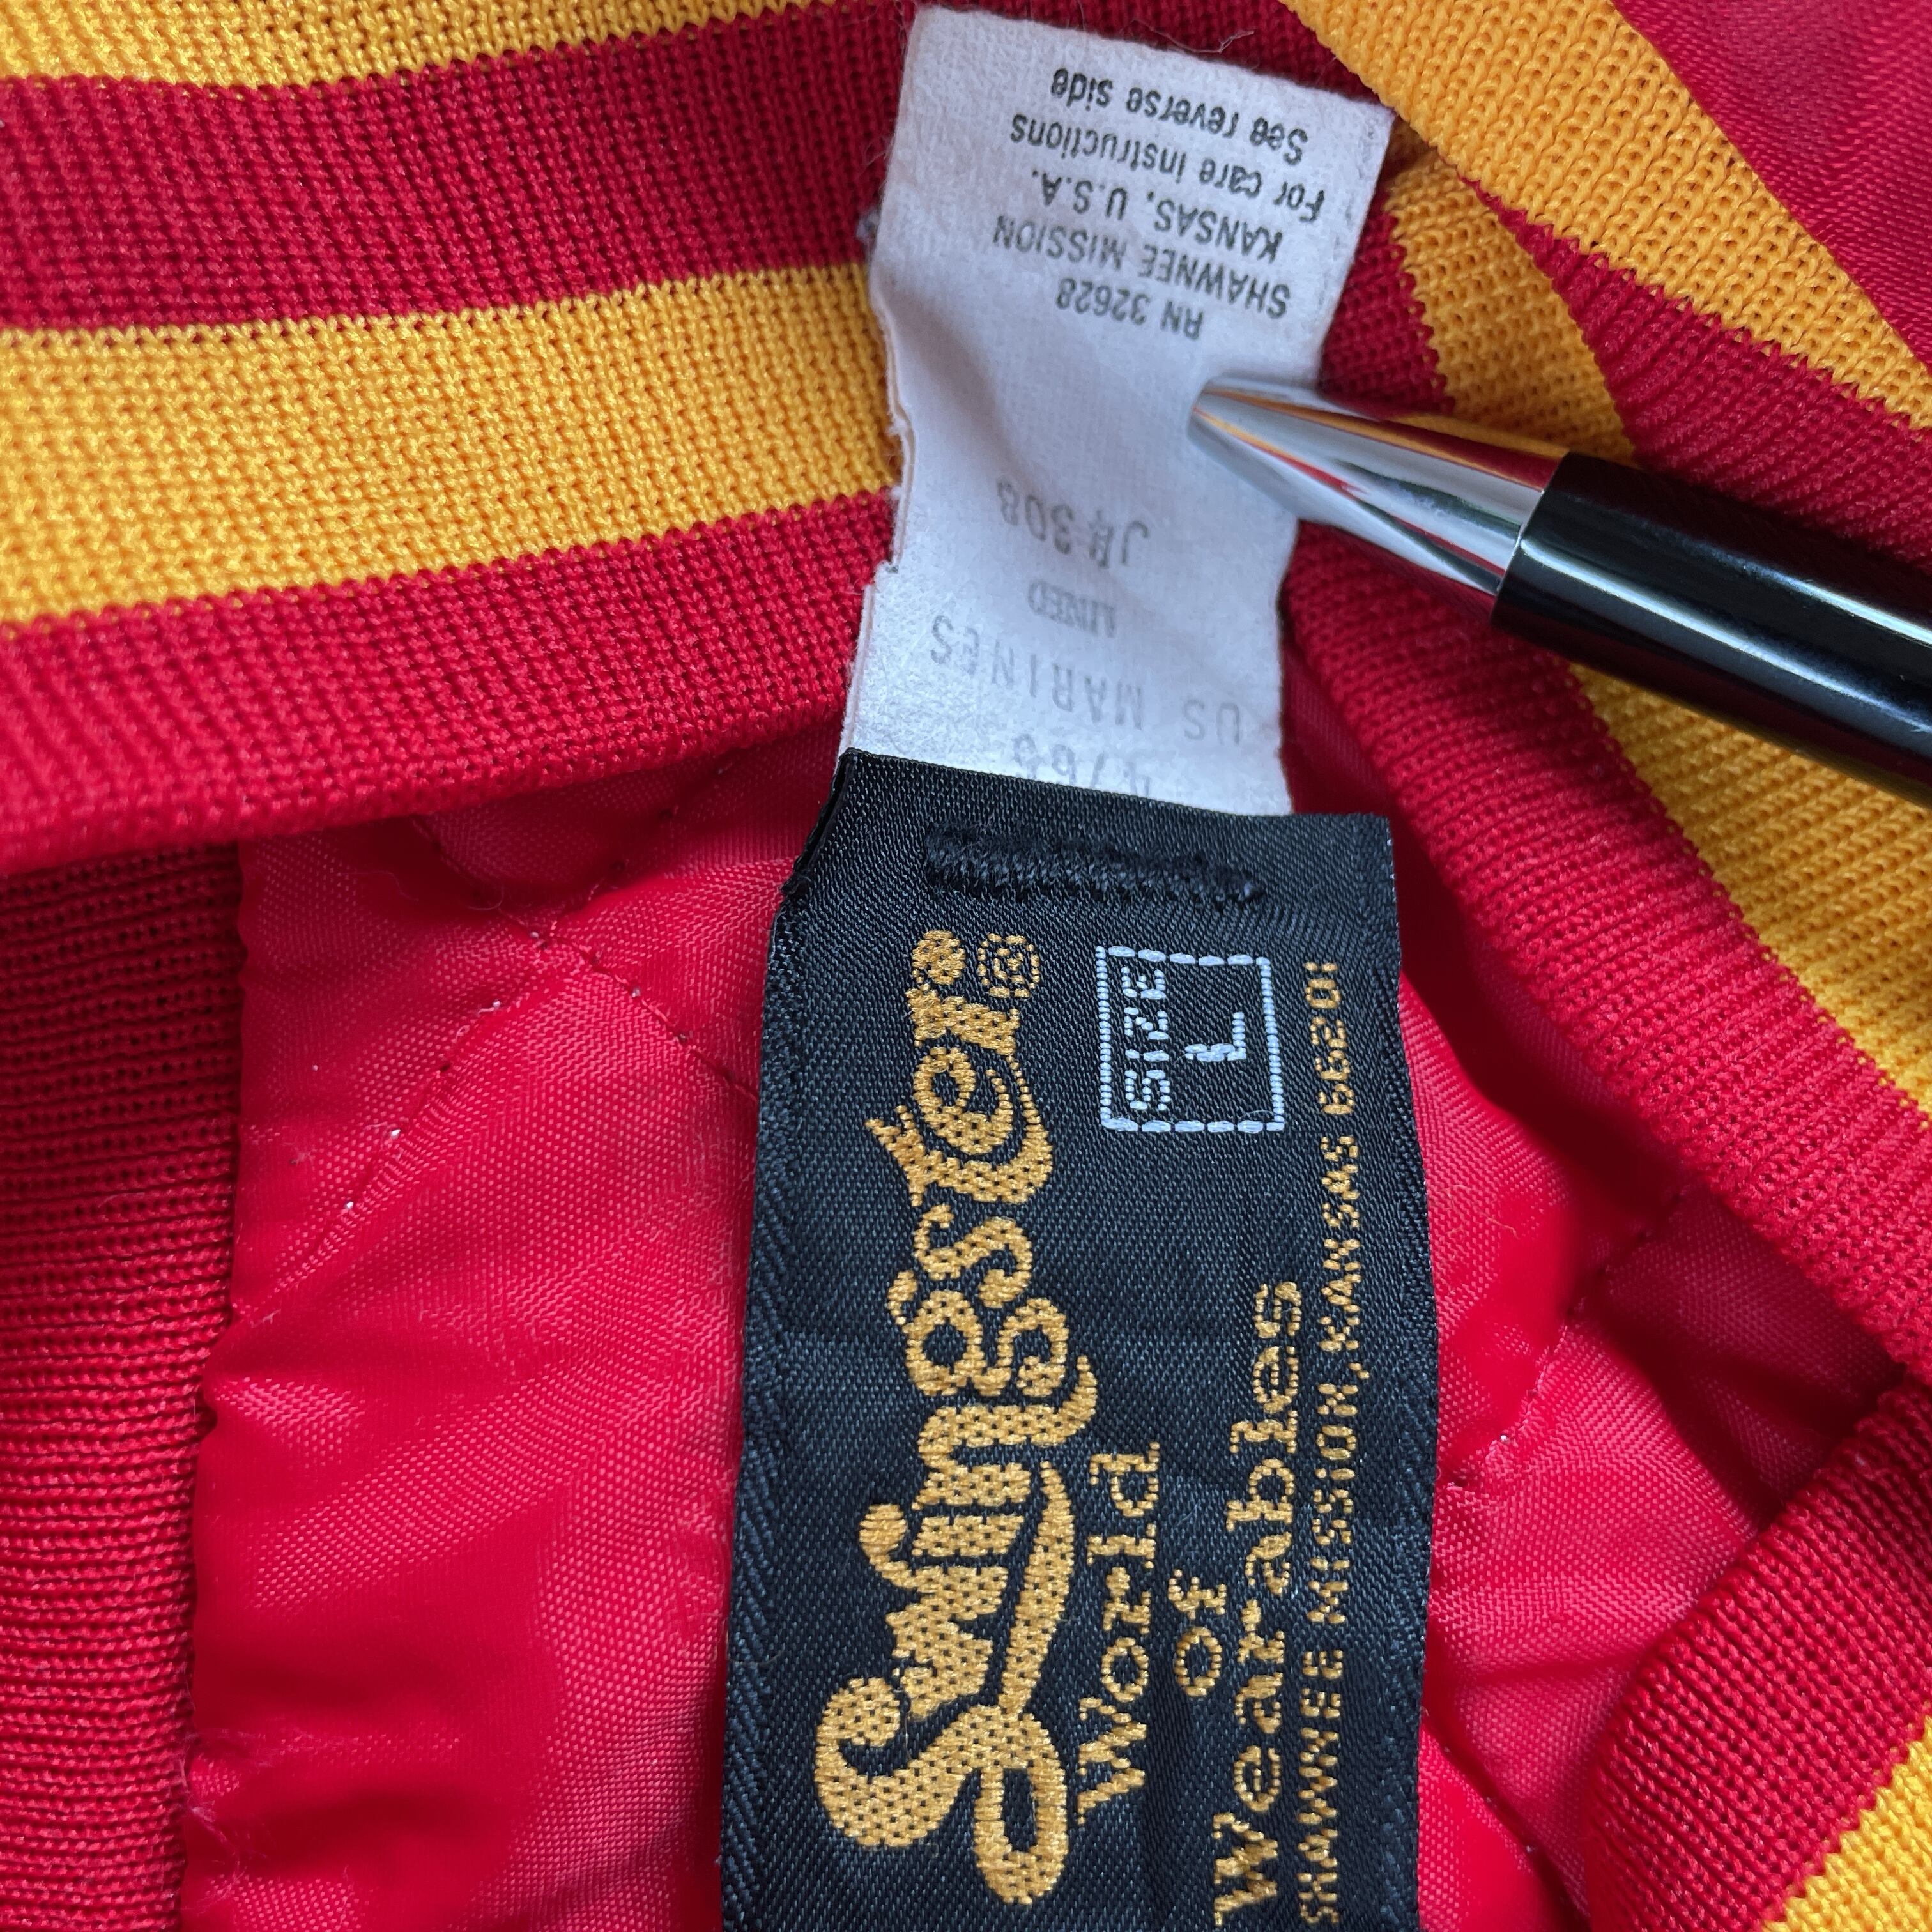 RN 32628
SHAWNEE MISSION
KANSAS, U.S.A.
For care instructions
See reverse side
US MARINES
LINED
308
Swingster®
World
of
Wearables
SHAWNEE MISSION, KANSAS 66201
SIZE
L